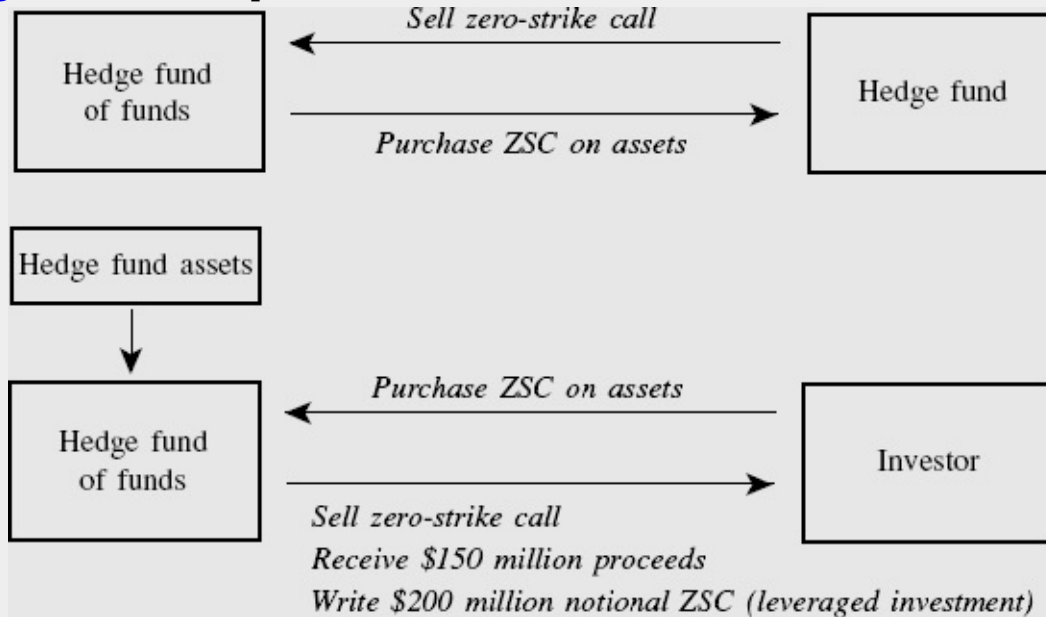 Sell zero-strike call
Hedge fund
of funds
Hedge fund
Purchase ZSC on assets
Hedge fund assets
Purchase ZSC on assets
Hedge fund
of funds
Investor
Sell zero-strike call
Receive $150 million proceeds
Write $200 million notional ZSC (leveraged investment)